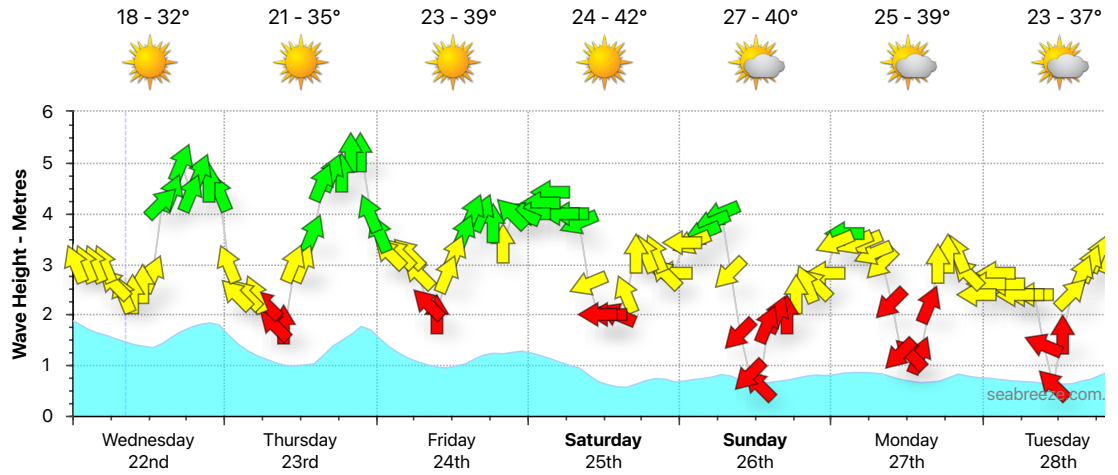 18 - 32° 21 - 35° 23 - 39° 24 - 42° 27 - 40° 25 - 39° 23 - 37°
Wave Height - Metres
6
5
4
3
2
1
0
seabreeze.com.
Wednesday Thursday Friday Saturday Sunday Monday Tuesday
22nd 23rd 24th 25th 26th 27th 28th